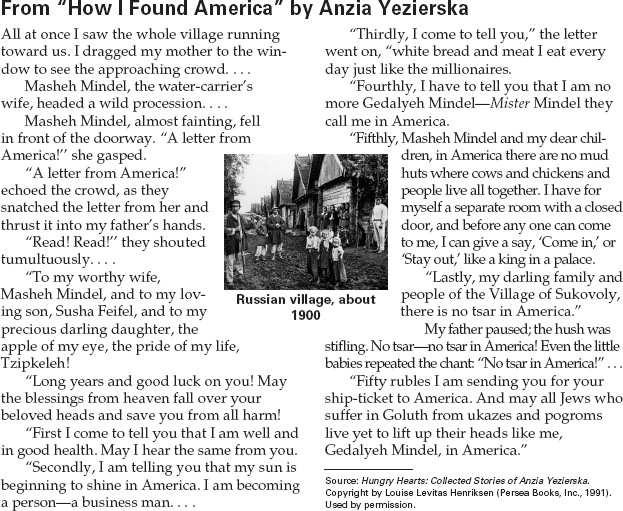 From “How I Found America” by Anzia Yezierska
All at once I saw the whole village running
toward us. I dragged my mother to the win-
dow to see the approaching crowd. . . .
Masheh Mindel, the water-carrier’s
wife, headed a wild procession. . . .
Masheh Mindel, almost fainting, fell
in front of the doorway. “A letter from
America!’’ she gasped.
“A letter from America!”
echoed the crowd, as they
snatched the letter from her and
thrust it into my father’s hands.
“Read! Read!’’ they shouted
tumultuously. . . .
“To my worthy wife,
Masheh Mindel, and to my lov-
ing son, Susha Feifel, and to my
precious darling daughter, the
apple of my eye, the pride of my life,
Tzipkeleh!
“Long years and good luck on you! May
the blessings from heaven fall over your
beloved heads and save you from all harm!
“First I come to tell you that I am well and
in good health. May I hear the same from you.
“Secondly, I am telling you that my sun is
beginning to shine in America. I am becoming
a person—a business man. . . .
“Thirdly, I come to tell you,” the letter
went on, “white bread and meat I eat every
day just like the millionaires.
“Fourthly, I have to tell you that I am no
more Gedalyeh Mindel—Mister Mindel they
call me in America.
“Fifthly, Masheh Mindel and my dear chil-
dren, in America there are no mud
huts where cows and chickens and
people live all together. I have for
myself a separate room with a closed
door, and before any one can come
to me, I can give a say, ‘Come in,’ or
‘Stay out,’ like a king in a palace.
“Lastly, my darling family and
people of the Village of Sukovoly,
there is no tsar in America.”
My father paused; the hush was
stifling. No tsar—no tsar in America! Even the little
babies repeated the chant: “No tsar in America!” . . .
“Fifty rubles I am sending you for your
ship-ticket to America. And may all Jews who
suffer in Goluth from ukazes and pogroms
live yet to lift up their heads like me,
Gedalyeh Mindel, in America.”
Russian village, about
1900
Source: Hungry Hearts: Collected Stories of Anzia Yezierska.
Copyright by Louise Levitas Henriksen (Persea Books, Inc., 1991).
Used by permission.